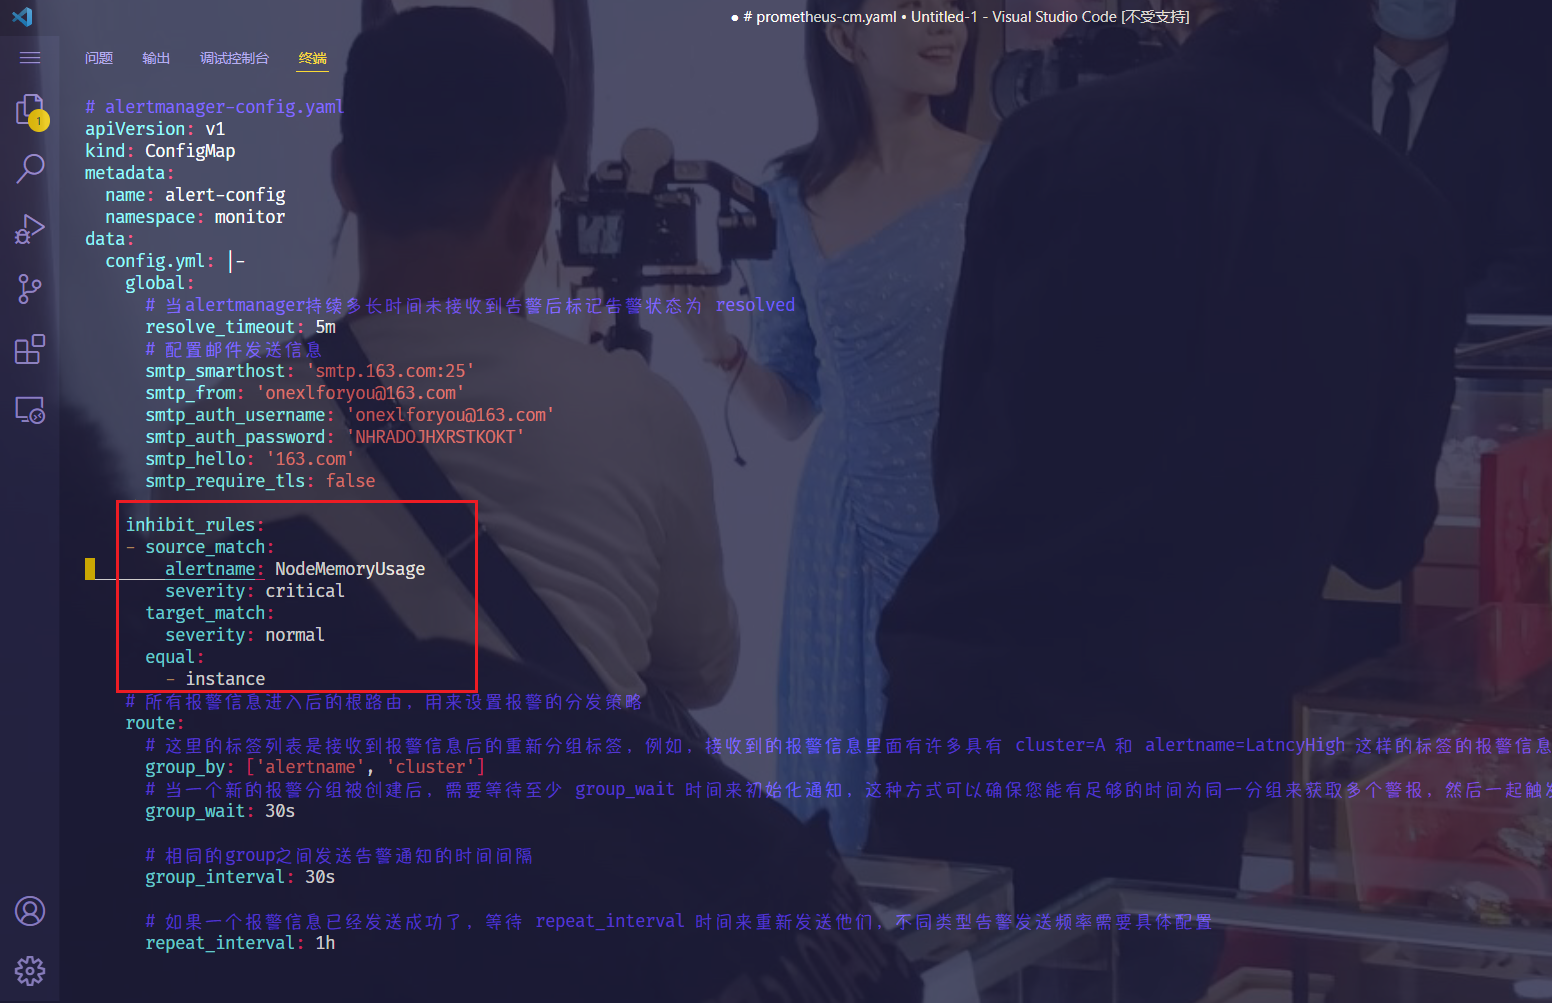 ● # prometheus-cm.yaml • Untitled-1 - Visual Studio Code [不受支持]
问题 输出 调试控制台 终端
1
# alertmanager-config.yaml
apiVersion: v1
kind: ConfigMap
metadata:
  name: alert-config
  namespace: monitor
data:
  config.yml: |-
    global:
      # 当alertmanager持续多长时间未接收到告警后标记告警状态为 resolved
      resolve_timeout: 5m
      # 配置邮件发送信息
      smtp_smarthost: 'smtp.163.com:25'
      smtp_from: 'onexlforyou@163.com'
      smtp_auth_username: 'onexlforyou@163.com'
      smtp_auth_password: 'NHRADOJHXRSTKOKT'
      smtp_hello: '163.com'
      smtp_require_tls: false
    inhibit_rules:
    - source_match:
        alertname: NodeMemoryUsage
        severity: critical
      target_match:
        severity: normal
      equal:
        - instance
    # 所有报警信息进入后的根路由，用来设置报警的分发策略
    route:
      # 这里的标签列表是接收到报警信息后的重新分组标签，例如，接收到的报警信息里面有许多具有 cluster=A 和 alertname=LatncyHigh 这样的标签的报警信息
      group_by: ['alertname', 'cluster']
      # 当一个新的报警分组被创建后，需要等待至少 group_wait 时间来初始化通知，这种方式可以确保您能有足够的时间为同一分组来获取多个警报，然后一起触发
      group_wait: 30s
      # 相同的group之间发送告警通知的时间间隔
      group_interval: 30s
      # 如果一个报警信息已经发送成功了，等待 repeat_interval 时间来重新发送他们，不同类型告警发送频率需要具体配置
      repeat_interval: 1h